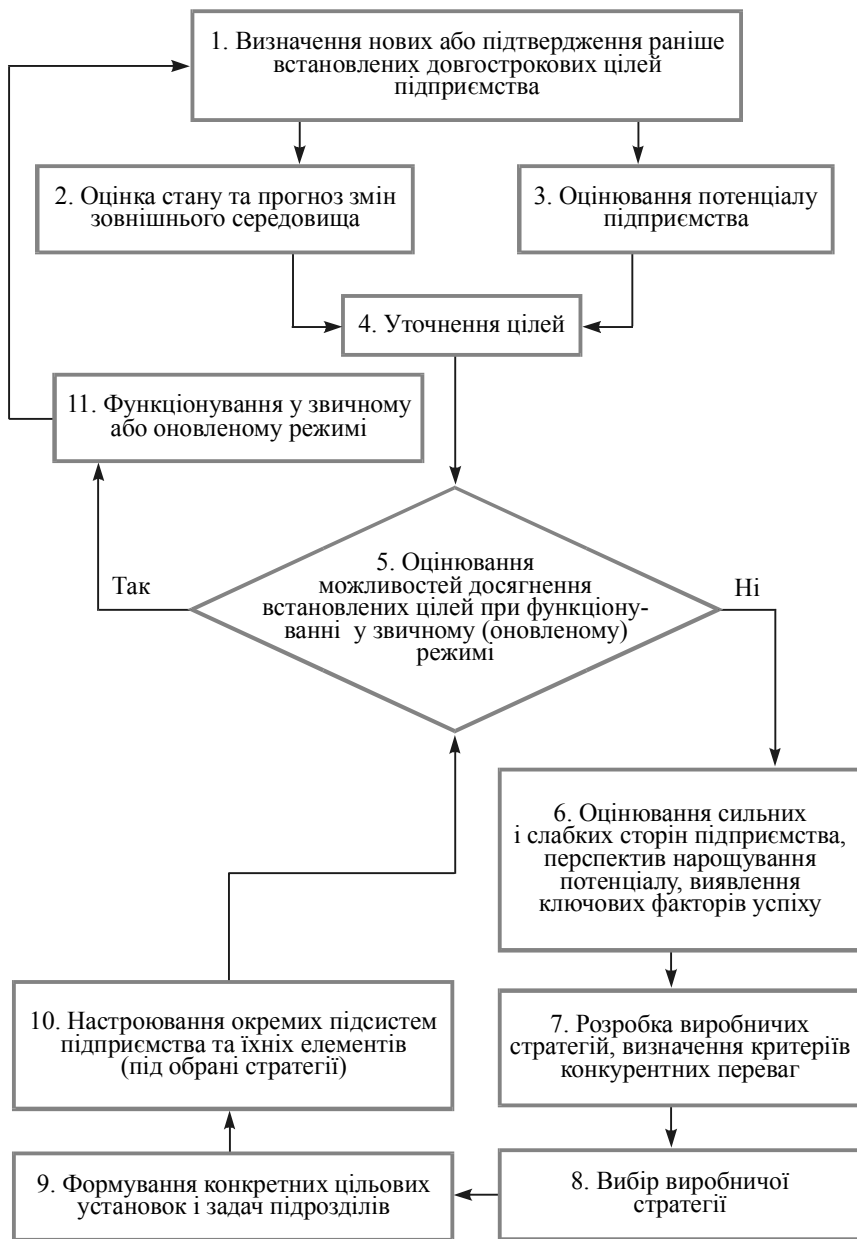 1. Визначення нових або підтвердження раніше
встановлених довгострокових цілей
підприємства
2. Оцінка стану та прогноз змін
зовнішнього середовища
3. Оцінювання потенціалу
підприємства
4. Уточнення цілей
11. Функціонування у звичному
або оновленому режимі
5. Оцінювання
можливостей досягнення
встановлених цілей при функціону-
ванні у звичному (оновленому)
режимі
Так
Ні
6. Оцінювання сильних
і слабких сторін підприємства,
перспектив нарощування
потенціалу, виявлення
ключових факторів успіху
10. Настроювання окремих підсистем
підприємства та їхніх елементів
(під обрані стратегії)
7. Розробка виробничих
стратегій, визначення критеріїв
конкурентних переваг
9. Формування конкретних цільових
установок і задач підрозділів
8. Вибір виробничої
стратегії